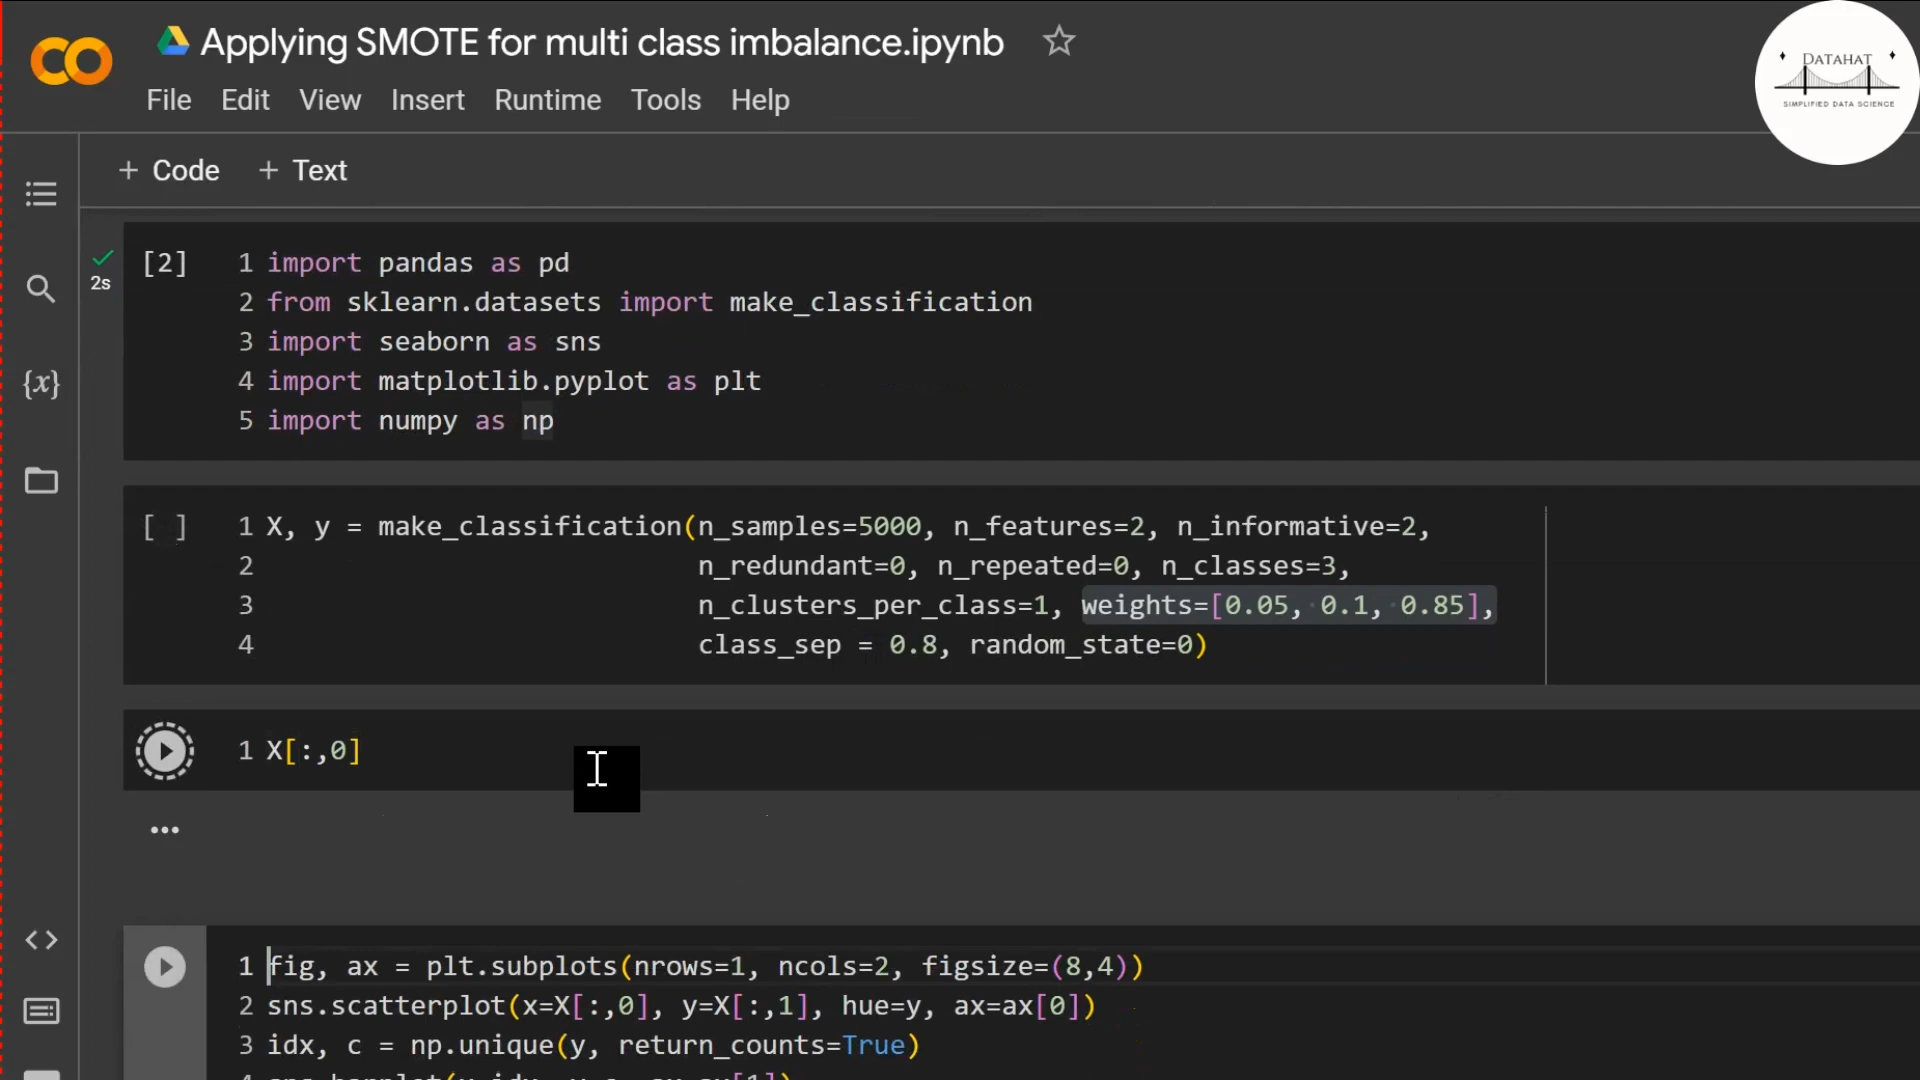 Applying SMOTE for multi class imbalance.ipynb
DATAHAT
SIMPLIFIED DATA SCIENCE
File Edit View Insert Runtime Tools Help
+ Code + Text
[2]
2s
1 import pandas as pd
2 from sklearn.datasets import make_classification
3 import seaborn as sns
4 import matplotlib.pyplot as plt
5 import numpy as np
{x}
[ ] 1 X, y = make_classification(n_samples=5000, n_features=2, n_informative=2,
2 n_redundant=0, n_repeated=0, n_classes=3,
3 n_clusters_per_class=1, weights=[0.05, 0.1, 0.85],
4 class_sep = 0.8, random_state=0)
1 X[:,0]
1 fig, ax = plt.subplots(nrows=1, ncols=2, figsize=(8,4))
2 sns.scatterplot(x=X[:,0], y=X[:,1], hue=y, ax=ax[0])
3 idx, c = np.unique(y, return_counts=True)